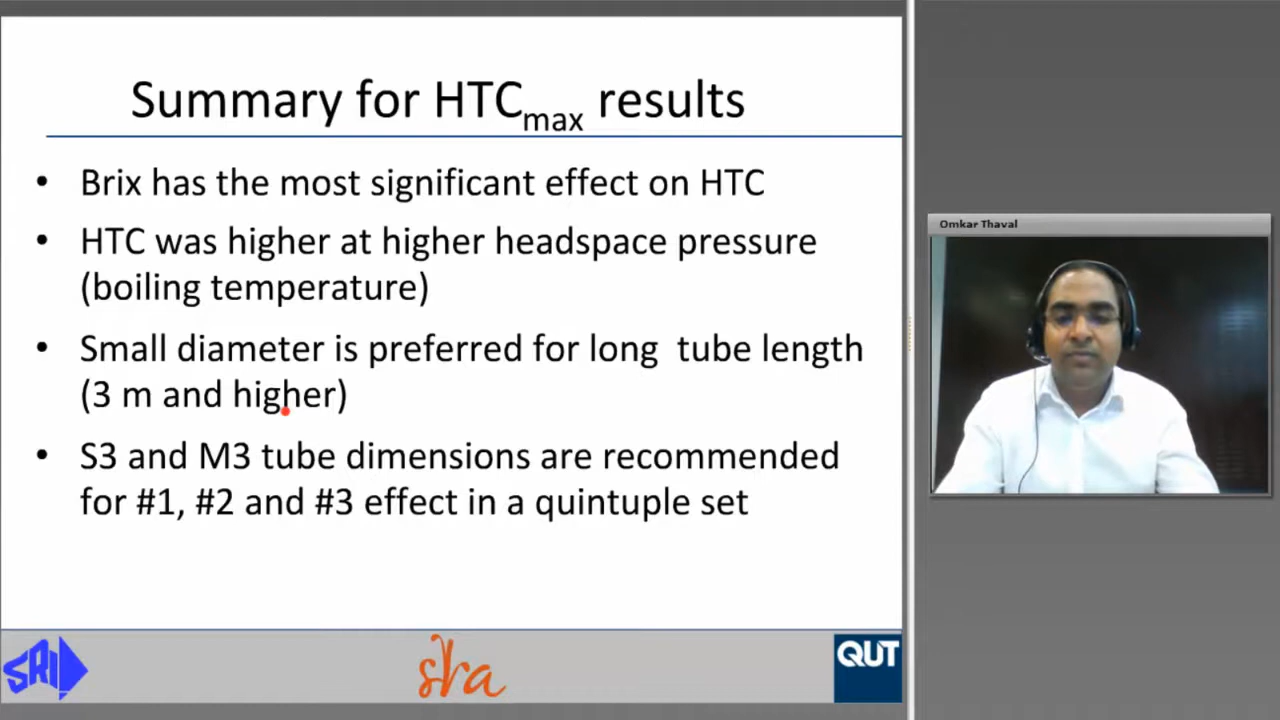 Summary for HTCmax results
• Brix has the most significant effect on HTC
• HTC was higher at higher headspace pressure
(boiling temperature)
• Small diameter is preferred for long tube length
(3 m and higher)
• S3 and M3 tube dimensions are recommended
for #1, #2 and #3 effect in a quintuple set
Omkar Thaval
SRI
sra
QUT